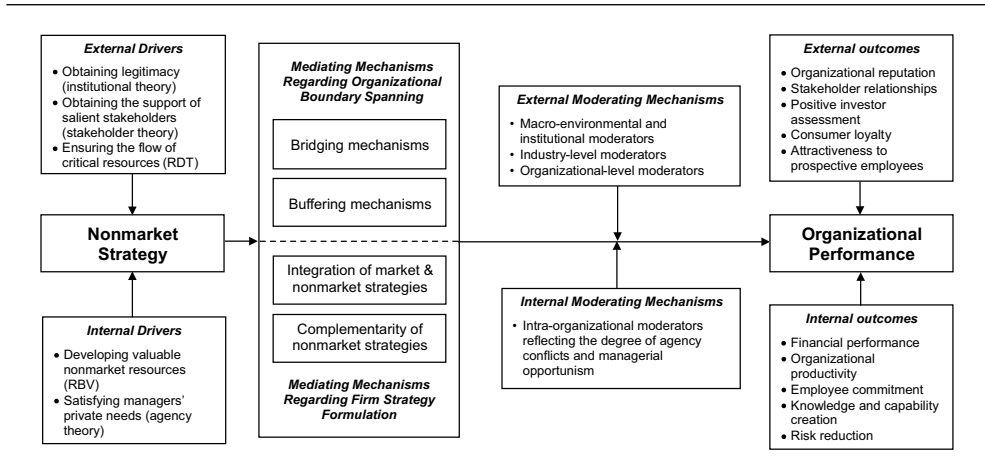 External Drivers
• Obtaining legitimacy
(institutional theory)
• Obtaining the support of
salient stakeholders
(stakeholder theory)
• Ensuring the flow of
critical resources (RDT)
Nonmarket
Strategy
Internal Drivers
• Developing valuable
nonmarket resources
(RBV)
• Satisfying managers'
private needs (agency
theory)
Mediating Mechanisms
Regarding Organizational
Boundary Spanning
Bridging mechanisms
Buffering mechanisms
Integration of market &
nonmarket strategies
Complementarity of
nonmarket strategies
Mediating Mechanisms
Regarding Firm Strategy
Formulation
External Moderating Mechanisms
• Macro-environmental and
institutional moderators
• Industry-level moderators
• Organizational-level moderators
Internal Moderating Mechanisms
• Intra-organizational moderators
reflecting the degree of agency
conflicts and managerial
opportunism
External outcomes
• Organizational reputation
• Stakeholder relationships
• Positive investor
assessment
• Consumer loyalty
• Attractiveness to
prospective employees
Organizational
Performance
Internal outcomes
• Financial performance
• Organizational
productivity
• Employee commitment
• Knowledge and capability
creation
• Risk reduction